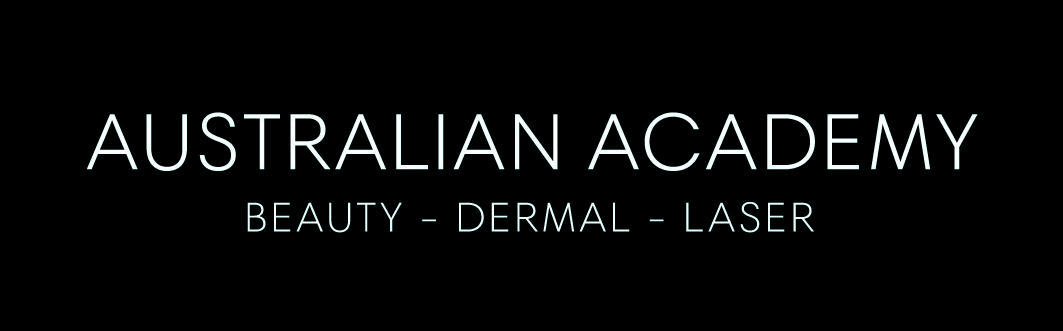 AUSTRALIAN ACADEMY
BEAUTY – DERMAL – LASER